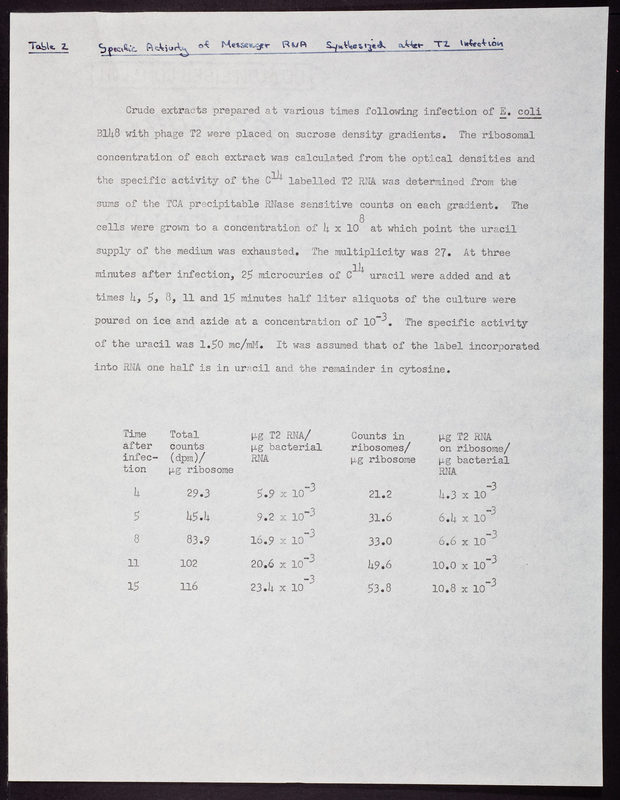 Table 2 Specific Activity of Messenger RNA Synthesized after T2 Infection
Crude extracts prepared at various times following infection of E. coli
B148 with phage T2 were placed on sucrose density gradients. The ribosomal
concentration of each extract was calculated from the optical densities and
the specific activity of the C14 labelled T2 RNA was determined from the
sums of the TCA precipitable RNase sensitive counts on each gradient. The
cells were grown to a concentration of 4 x 10^8 at which point the uracil
supply of the medium was exhausted. The multiplicity was 27. At three
minutes after infection, 25 microcuries of C14 uracil were added and at
times 4, 5, 8, 11 and 15 minutes half liter aliquots of the culture were
poured on ice and azide at a concentration of 10^-3. The specific activity
of the uracil was 1.50 mc/mM. It was assumed that of the label incorporated
into RNA one half is in uracil and the remainder in cytosine.
Time Total µg T2 RNA/ Counts in µg T2 RNA
after counts µg bacterial ribosomes/ on ribosome/
infec- (dpm)/ RNA µg ribosome µg bacterial
tion µg ribosome RNA
4 29.3 5.9 x 10^-3 21.2 4.3 x 10^-3
5 45.4 9.2 x 10^-3 31.6 6.4 x 10^-3
8 83.9 16.9 x 10^-3 33.0 6.6 x 10^-3
11 102 20.6 x 10^-3 49.6 10.0 x 10^-3
15 116 23.4 x 10^-3 53.8 10.8 x 10^-3